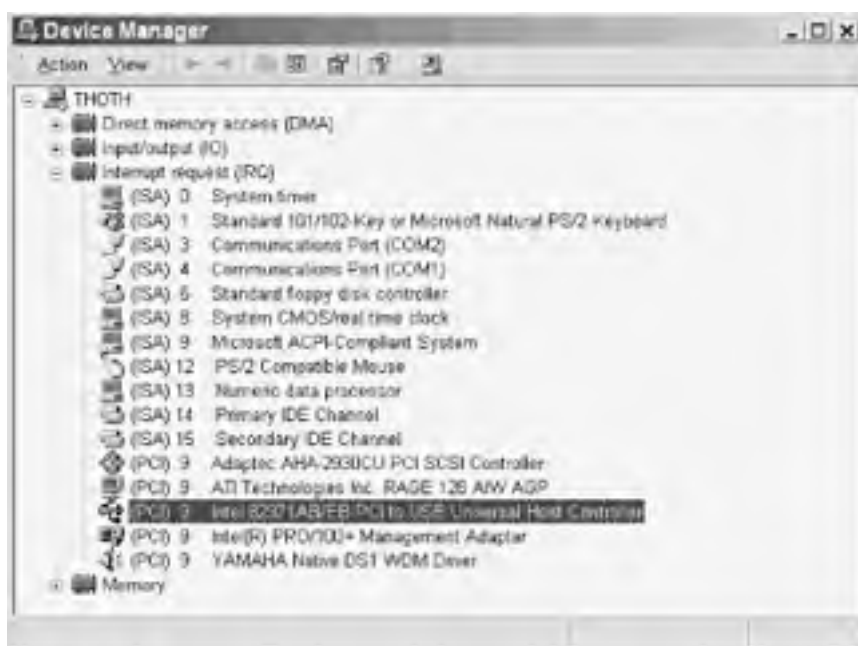 Device Manager
Action View
THOTH
Direct memory access (DMA)
Input/output (IO)
Interrupt request (IRQ)
(ISA) 0 System timer
(ISA) 1 Standard 101/102-Key or Microsoft Natural PS/2 Keyboard
(ISA) 3 Communications Port (COM2)
(ISA) 4 Communications Port (COM1)
(ISA) 6 Standard floppy disk controller
(ISA) 8 System CMOS/real time clock
(ISA) 9 Microsoft ACPI-Compliant System
(ISA) 12 PS/2 Compatible Mouse
(ISA) 13 Numeric data processor
(ISA) 14 Primary IDE Channel
(ISA) 15 Secondary IDE Channel
(PCI) 9 Adaptec AHA-2930CU PCI SCSI Controller
(PCI) 9 ATI Technologies Inc. RAGE 128 AIW AGP
(PCI) 9 Intel 82371AB/EB PCI to USB Universal Host Controller
(PCI) 9 Intel(R) PRO/100+ Management Adapter
(PCI) 9 YAMAHA Native DS1 WDM Driver
Memory